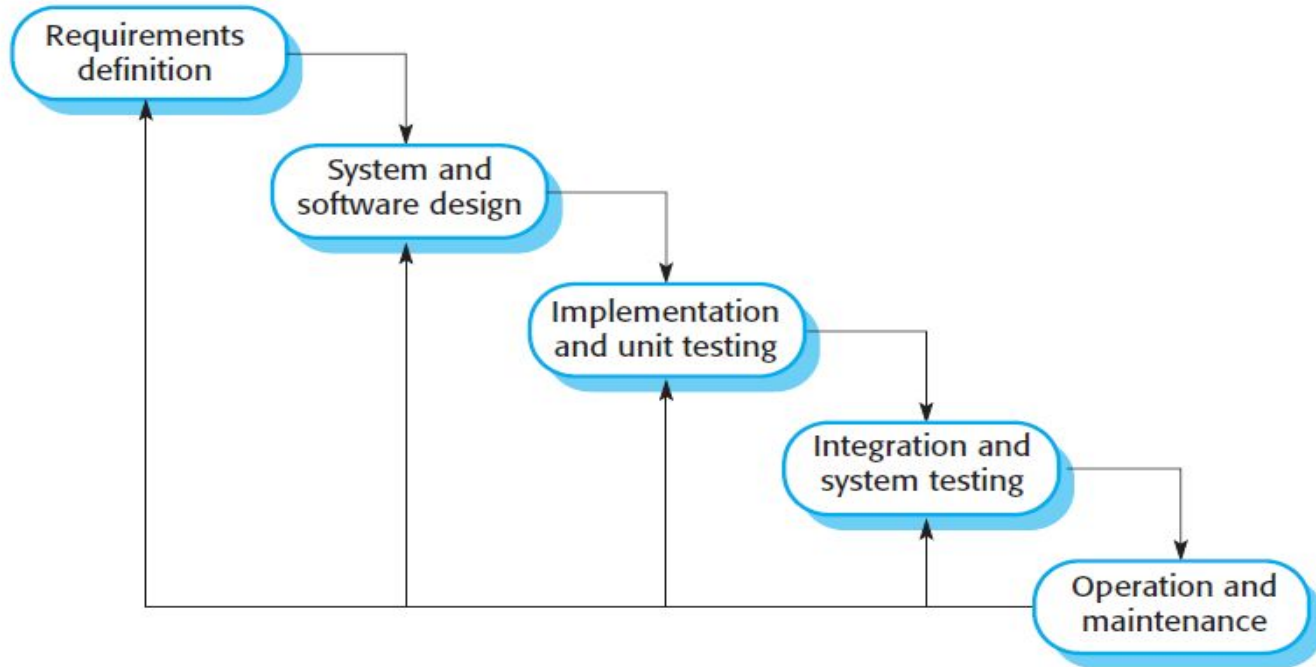 Requirements
definition
System and
software design
Implementation
and unit testing
Integration and
system testing
Operation and
maintenance